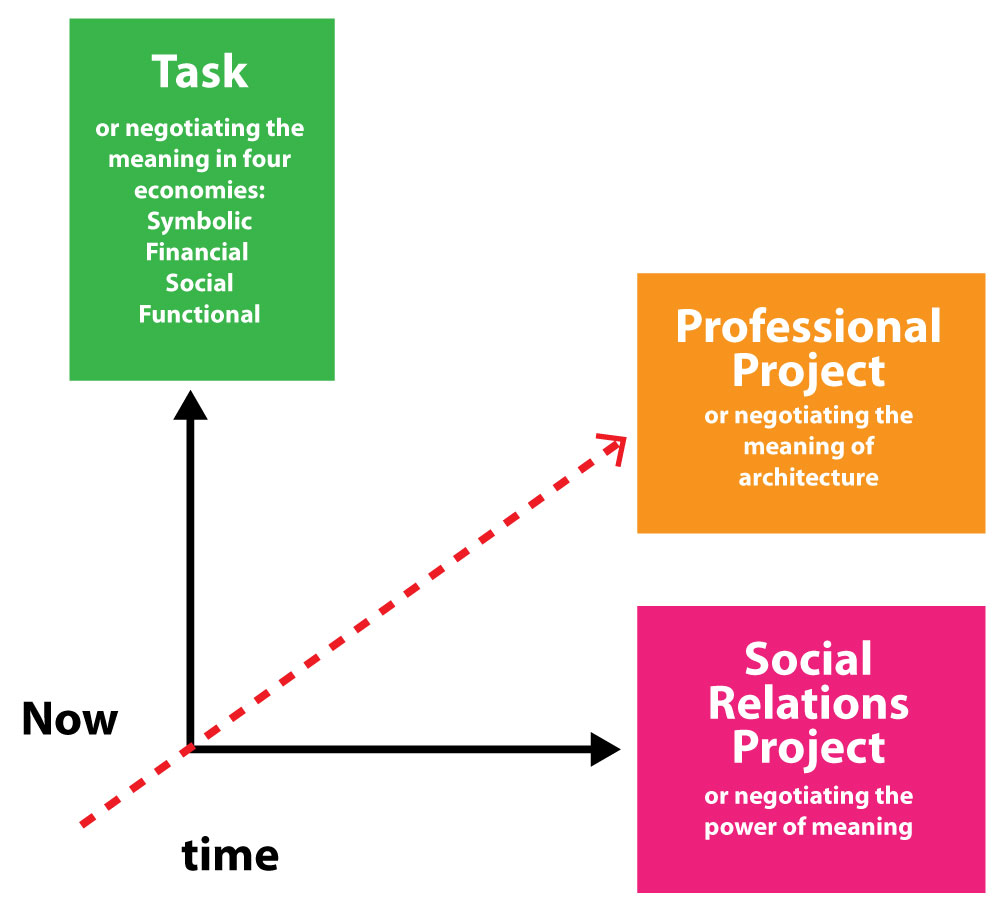 Task
or negotiating the
meaning in four
economies:
Symbolic
Financial
Social
Functional
Professional
Project
or negotiating the
meaning of
architecture
Social
Relations
Project
or negotiating the
power of meaning
Now
time